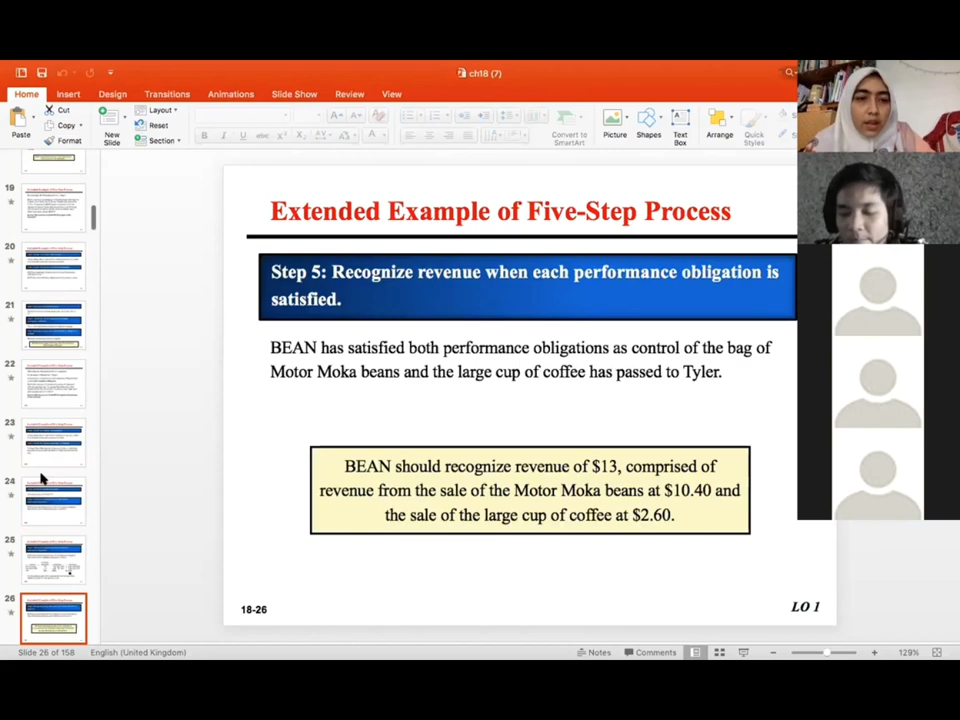 ch18 (7)
Home Insert Design Transitions Animations Slide Show Review View
Paste
Cut
Copy
Format
New
Slide
Layout
Reset
Section
B I U abc
Convert to
SmartArt
Picture
Shapes
Text
Box
Arrange
Quick
Styles
19
20
21
22
23
24
25
26
Extended Example of Five-Step Process
Step 5: Recognize revenue when each performance obligation is
satisfied.
BEAN has satisfied both performance obligations as control of the bag of
Motor Moka beans and the large cup of coffee has passed to Tyler.
BEAN should recognize revenue of $13, comprised of
revenue from the sale of the Motor Moka beans at $10.40 and
the sale of the large cup of coffee at $2.60.
18-26
LO 1
Slide 26 of 158 English (United Kingdom) Notes Comments 129%